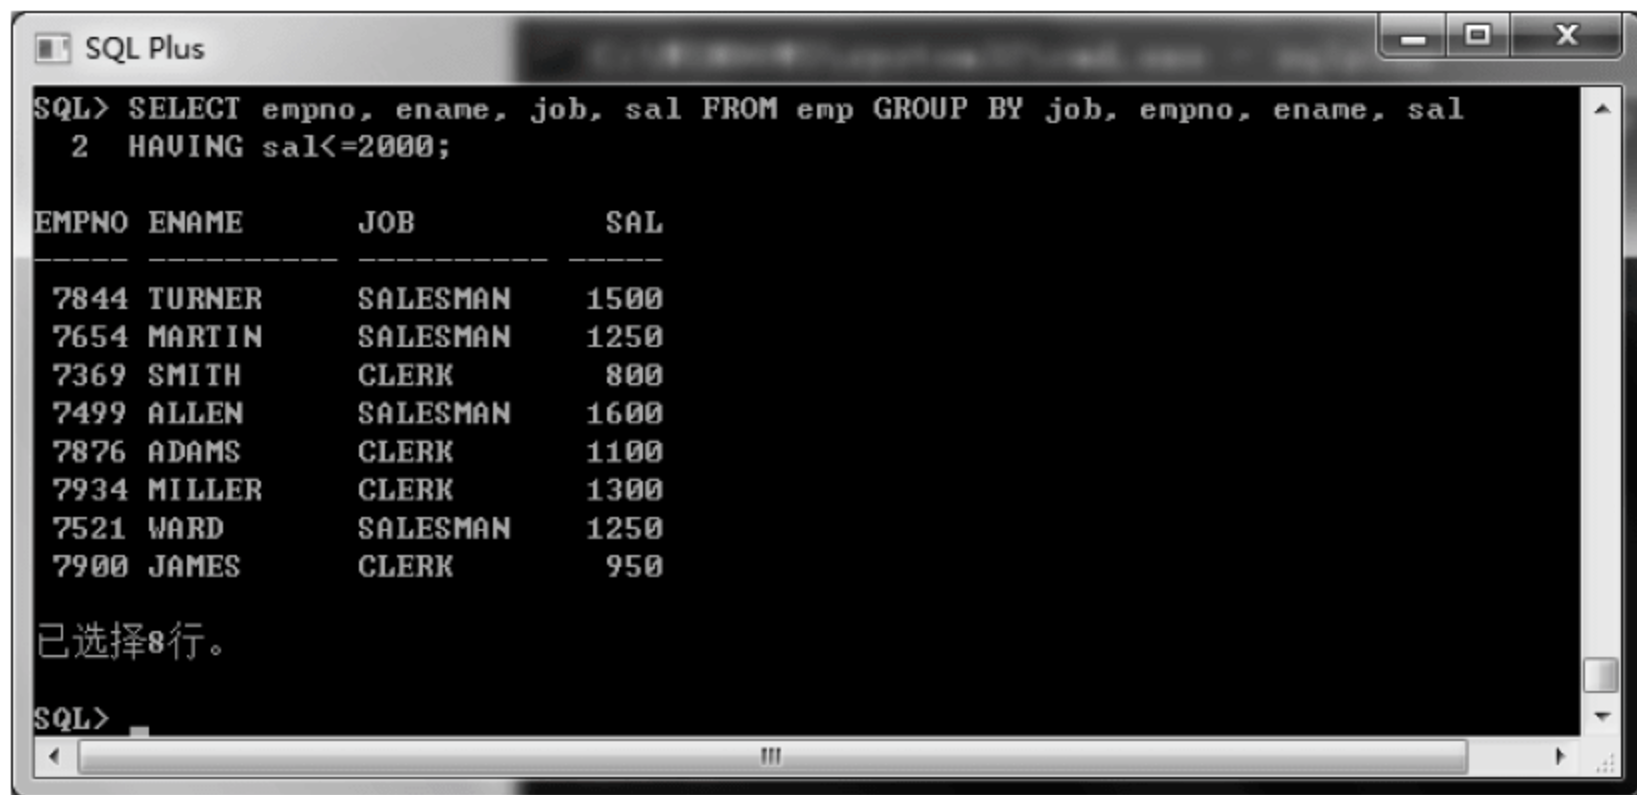 SQL Plus
SQL> SELECT empno, ename, job, sal FROM emp GROUP BY job, empno, ename, sal
2 HAVING sal<=2000;
EMPNO ENAME JOB SAL
----- ---------- ---------- -----
7844 TURNER SALESMAN 1500
7654 MARTIN SALESMAN 1250
7369 SMITH CLERK 800
7499 ALLEN SALESMAN 1600
7876 ADAMS CLERK 1100
7934 MILLER CLERK 1300
7521 WARD SALESMAN 1250
7900 JAMES CLERK 950
已选择8行。
SQL> _